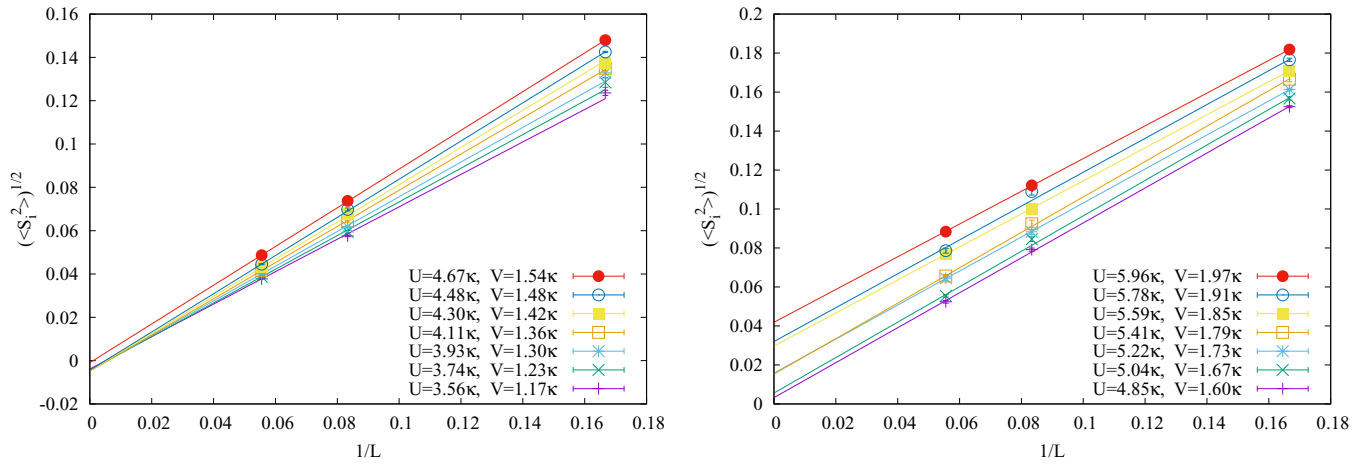 (<S_i^2>)^{1/2}
0.16
0.14
0.12
0.1
0.08
0.06
0.04
0.02
0
-0.02
0 0.02 0.04 0.06 0.08 0.1 0.12 0.14 0.16 0.18
1/L
U=4.67κ, V=1.54κ
U=4.48κ, V=1.48κ
U=4.30κ, V=1.42κ
U=4.11κ, V=1.36κ
U=3.93κ, V=1.30κ
U=3.74κ, V=1.23κ
U=3.56κ, V=1.17κ
(<S_i^2>)^{1/2}
0.2
0.18
0.16
0.14
0.12
0.1
0.08
0.06
0.04
0.02
0
0 0.02 0.04 0.06 0.08 0.1 0.12 0.14 0.16 0.18
1/L
U=5.96κ, V=1.97κ
U=5.78κ, V=1.91κ
U=5.59κ, V=1.85κ
U=5.41κ, V=1.79κ
U=5.22κ, V=1.73κ
U=5.04κ, V=1.67κ
U=4.85κ, V=1.60κ